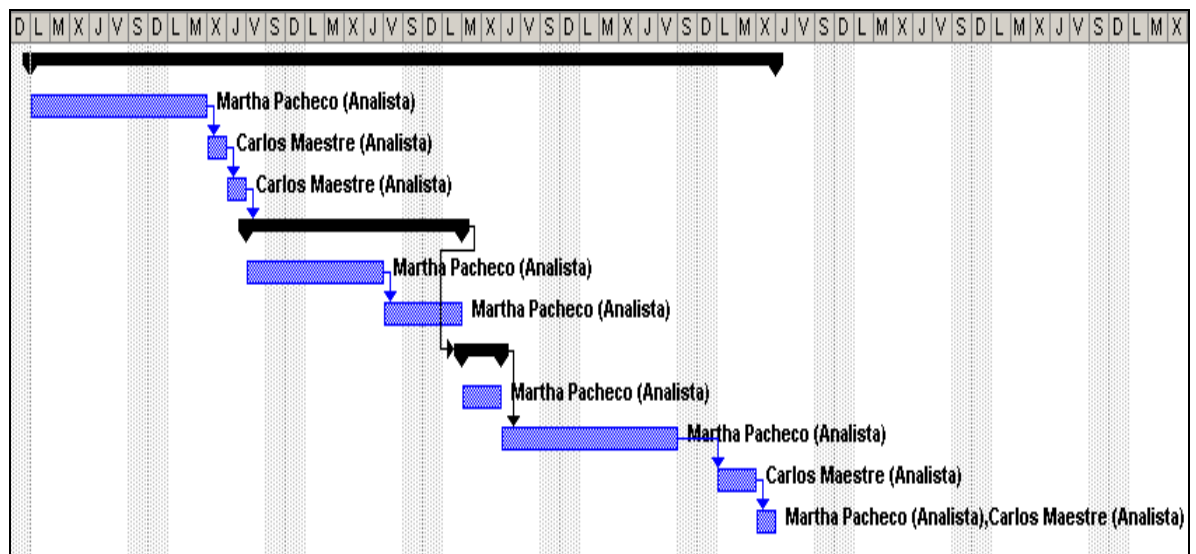 D L M X J V S D L M X J V S D L M X J V S D L M X J V S D L M X J V S D L M X J V S D L M X J V S D L M X J V S D L M X
Martha Pacheco (Analista)
Carlos Maestre (Analista)
Carlos Maestre (Analista)
Martha Pacheco (Analista)
Martha Pacheco (Analista)
Martha Pacheco (Analista)
Martha Pacheco (Analista)
Carlos Maestre (Analista)
Martha Pacheco (Analista),Carlos Maestre (Analista)